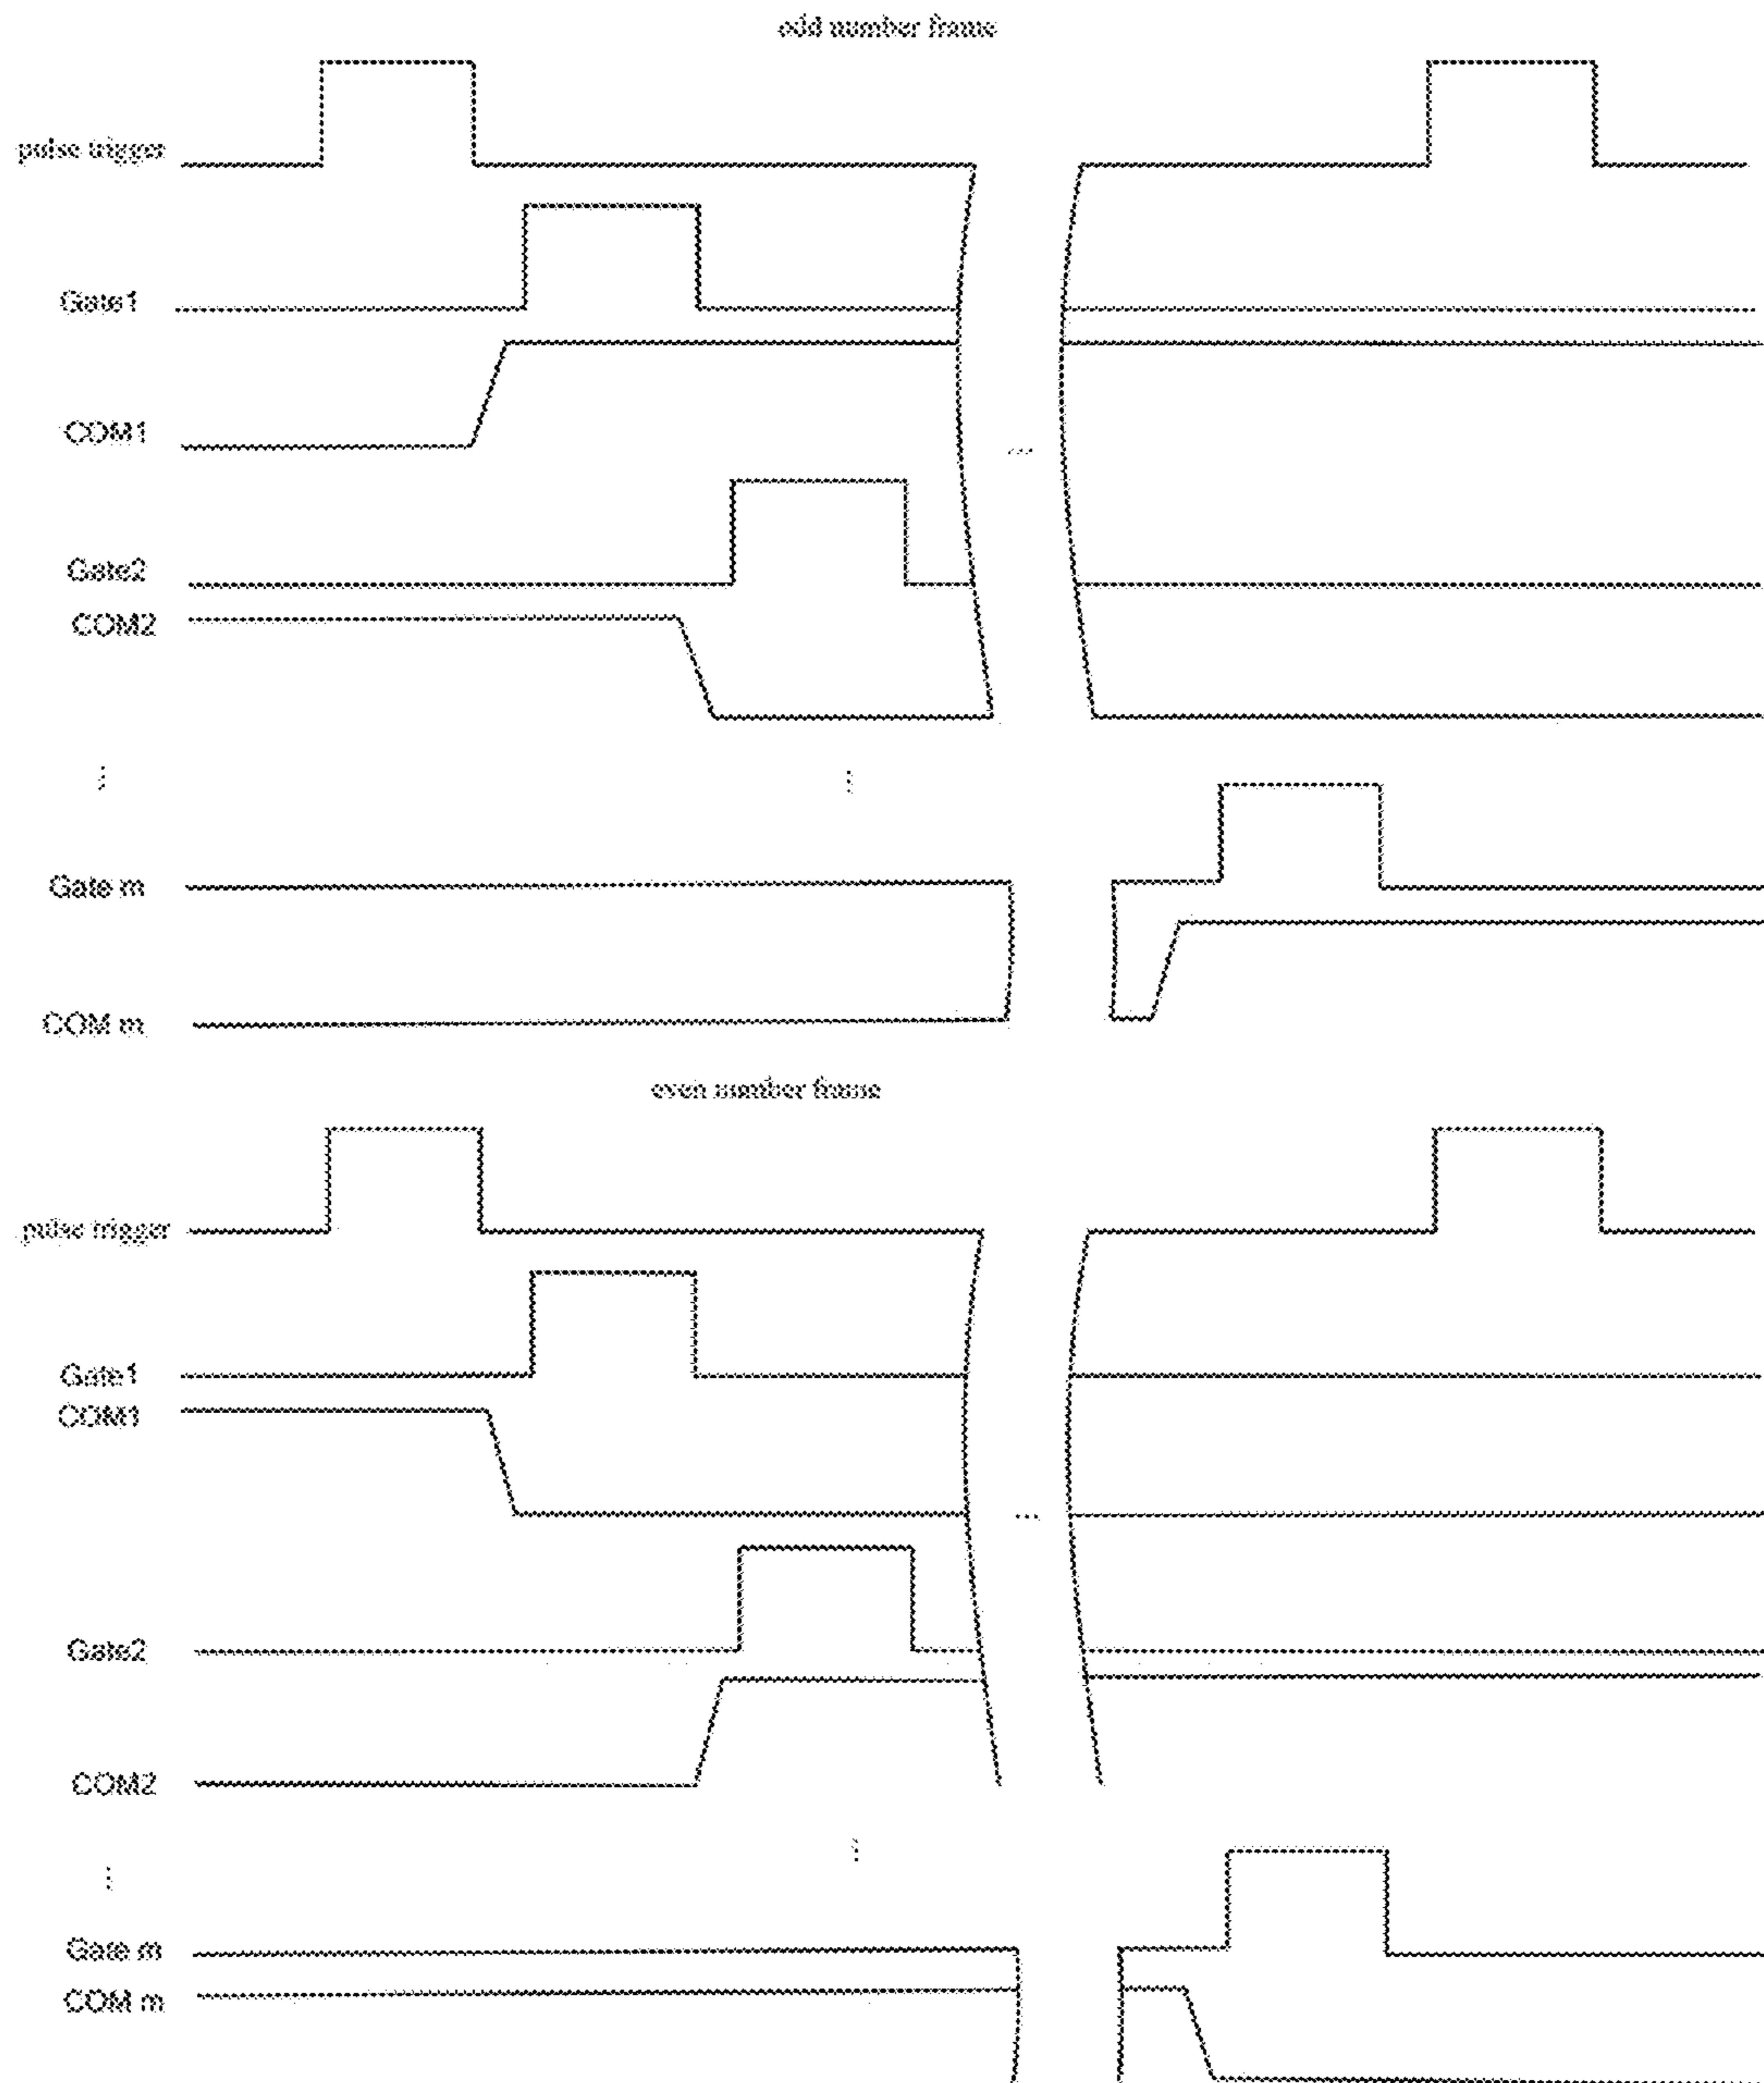 odd number frame
pulse trigger
Gate1
COM1
...
Gate2
COM2
Gate m
COM m
even number frame
pulse trigger
Gate1
COM1
...
Gate2
COM2
Gate m
COM m